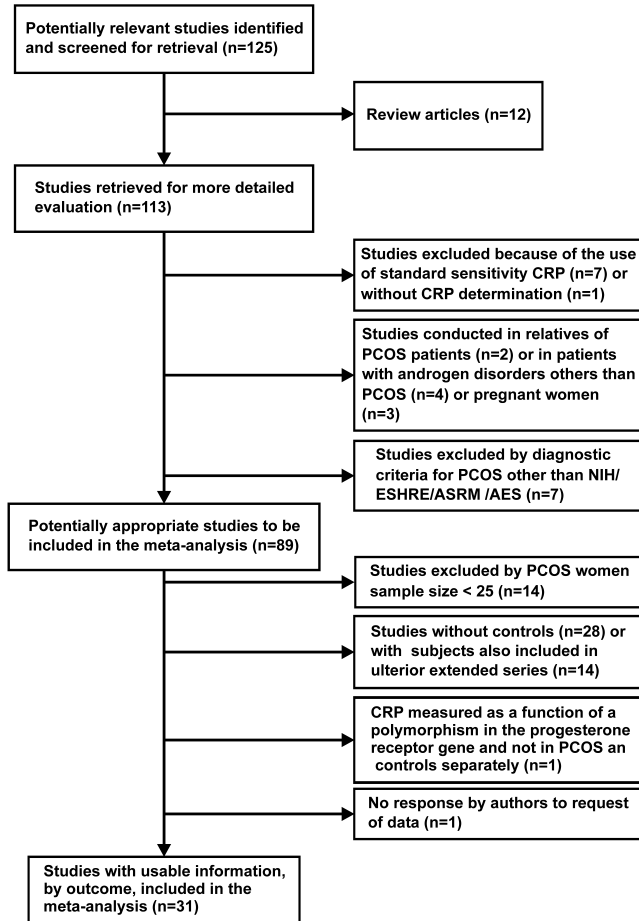 Potentially relevant studies identified
and screened for retrieval (n=125)
Review articles (n=12)
Studies retrieved for more detailed
evaluation (n=113)
Studies excluded because of the use
of standard sensitivity CRP (n=7) or
without CRP determination (n=1)
Studies conducted in relatives of
PCOS patients (n=2) or in patients
with androgen disorders others than
PCOS (n=4) or pregnant women
(n=3)
Studies excluded by diagnostic
criteria for PCOS other than NIH/
ESHRE/ASRM /AES (n=7)
Potentially appropriate studies to be
included in the meta-analysis (n=89)
Studies excluded by PCOS women
sample size < 25 (n=14)
Studies without controls (n=28) or
with subjects also included in
ulterior extended series (n=14)
CRP measured as a function of a
polymorphism in the progesterone
receptor gene and not in PCOS an
controls separately (n=1)
No response by authors to request
of data (n=1)
Studies with usable information,
by outcome, included in the
meta-analysis (n=31)